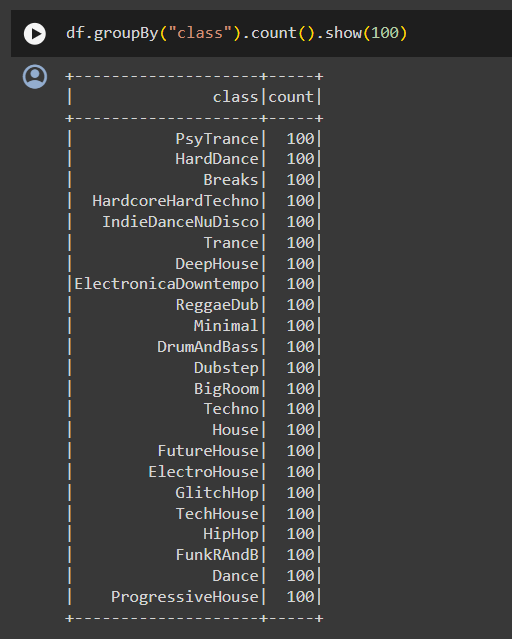 df.groupBy("class").count().show(100)
+--------------------+-----+
|               class|count|
+--------------------+-----+
|           PsyTrance|  100|
|           HardDance|  100|
|              Breaks|  100|
|  HardcoreHardTechno|  100|
|   IndieDanceNuDisco|  100|
|              Trance|  100|
|           DeepHouse|  100|
|ElectronicaDowntempo|  100|
|           ReggaeDub|  100|
|             Minimal|  100|
|         DrumAndBass|  100|
|             Dubstep|  100|
|             BigRoom|  100|
|              Techno|  100|
|               House|  100|
|         FutureHouse|  100|
|        ElectroHouse|  100|
|           GlitchHop|  100|
|           TechHouse|  100|
|              HipHop|  100|
|           FunkRAndB|  100|
|               Dance|  100|
|    ProgressiveHouse|  100|
+--------------------+-----+